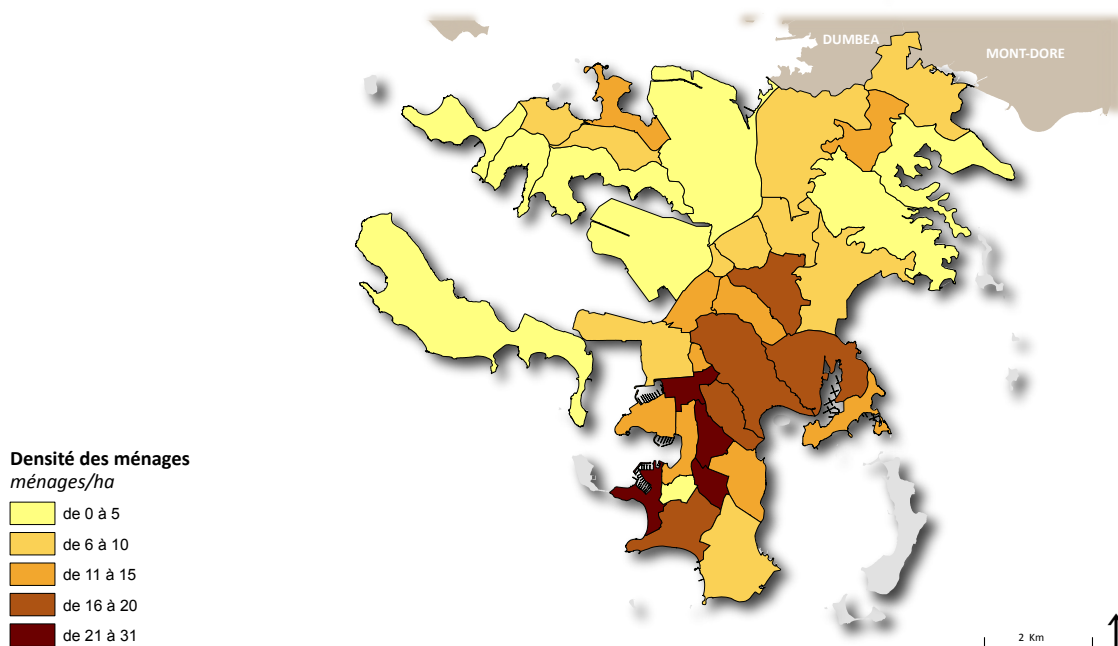 DUMBEA
MONT-DORE
Densité des ménages
ménages/ha
de 0 à 5
de 6 à 10
de 11 à 15
de 16 à 20
de 21 à 31
2 Km